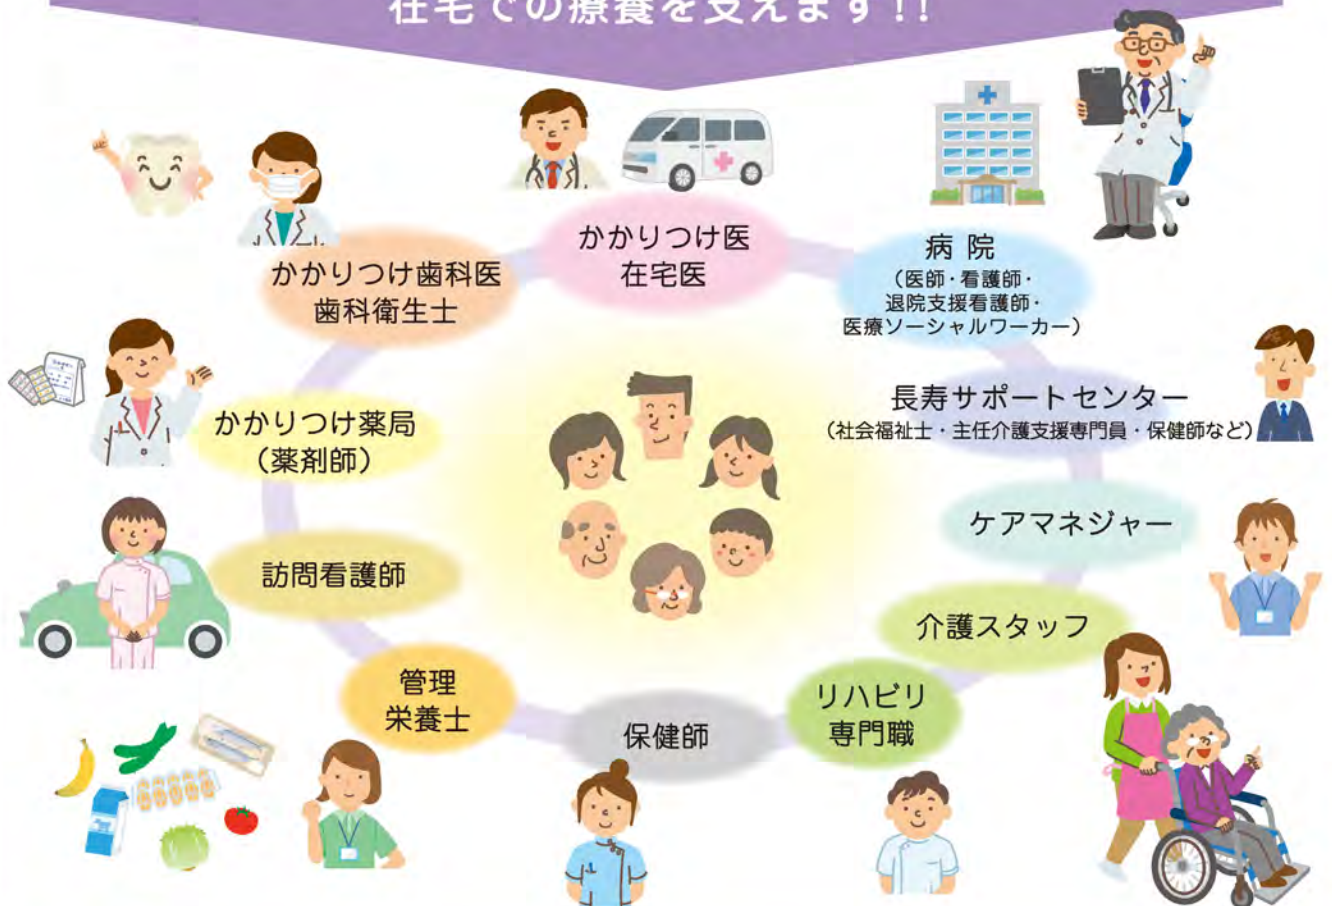 在宅での療養を支えます!!
かかりつけ医
在宅医
病院
（医師・看護師・
退院支援看護師・
医療ソーシャルワーカー）
長寿サポートセンター
（社会福祉士・主任介護支援専門員・保健師など）
ケアマネジャー
介護スタッフ
リハビリ
専門職
保健師
管理
栄養士
訪問看護師
かかりつけ薬局
（薬剤師）
かかりつけ歯科医
歯科衛生士